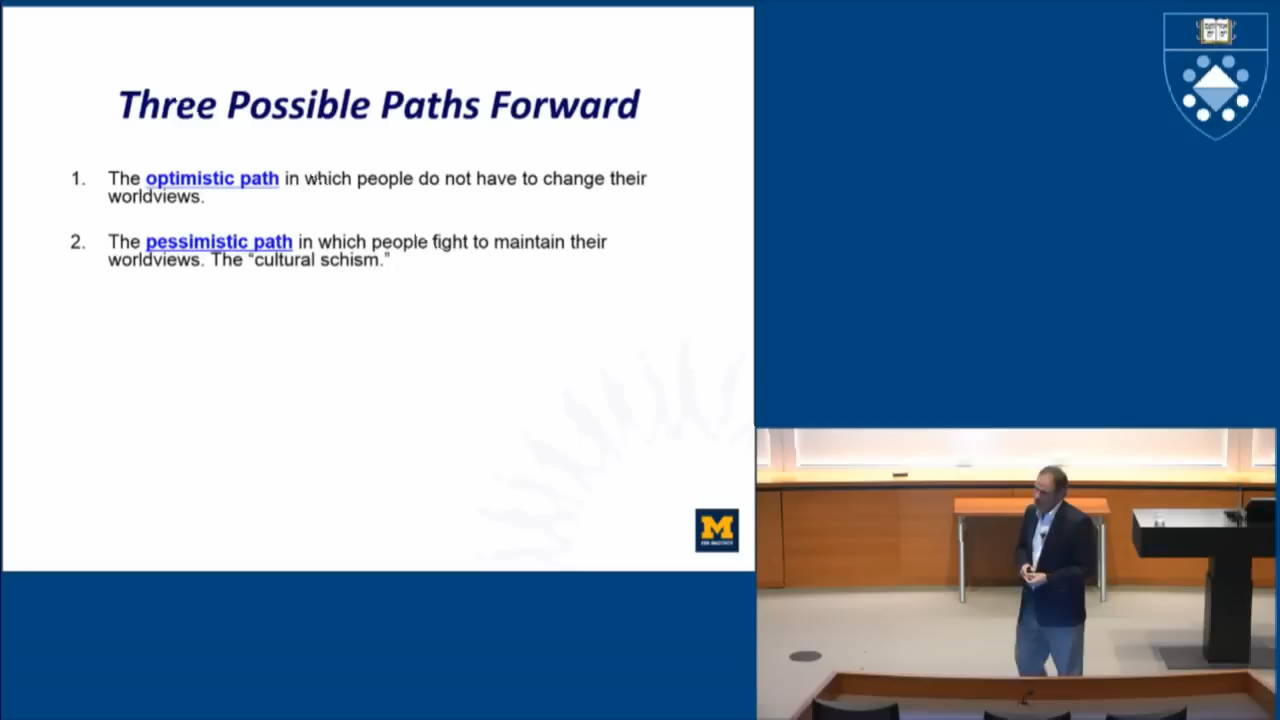 Three Possible Paths Forward
1. The optimistic path in which people do not have to change their
worldviews.
2. The pessimistic path in which people fight to maintain their
worldviews. The “cultural schism.”
M